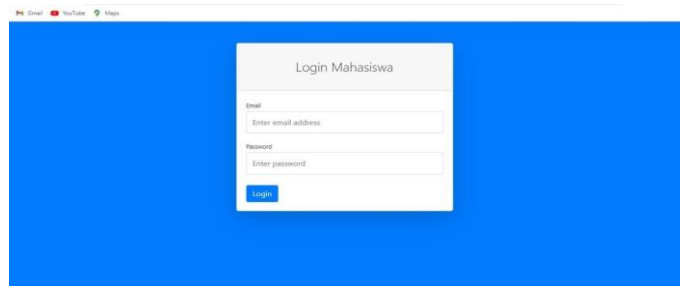 Gmail YouTube Maps
Login Mahasiswa
Email
Enter email address
Password
Enter password
Login